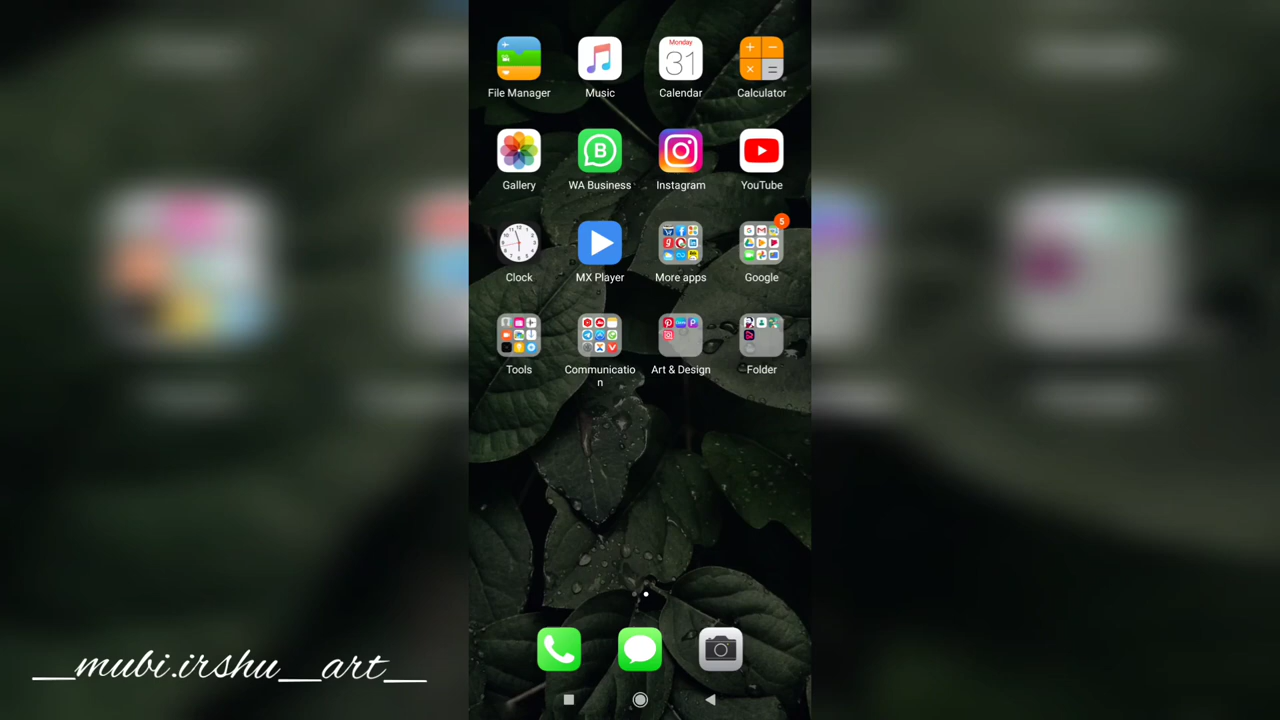 Monday
31
File Manager
Music
Calendar
Calculator
B
Gallery
WA Business
Instagram
YouTube
5
Clock
MX Player
More apps
Google
Tools
Communicatio
n
Art & Design
Folder
__mubi.irshu__art__